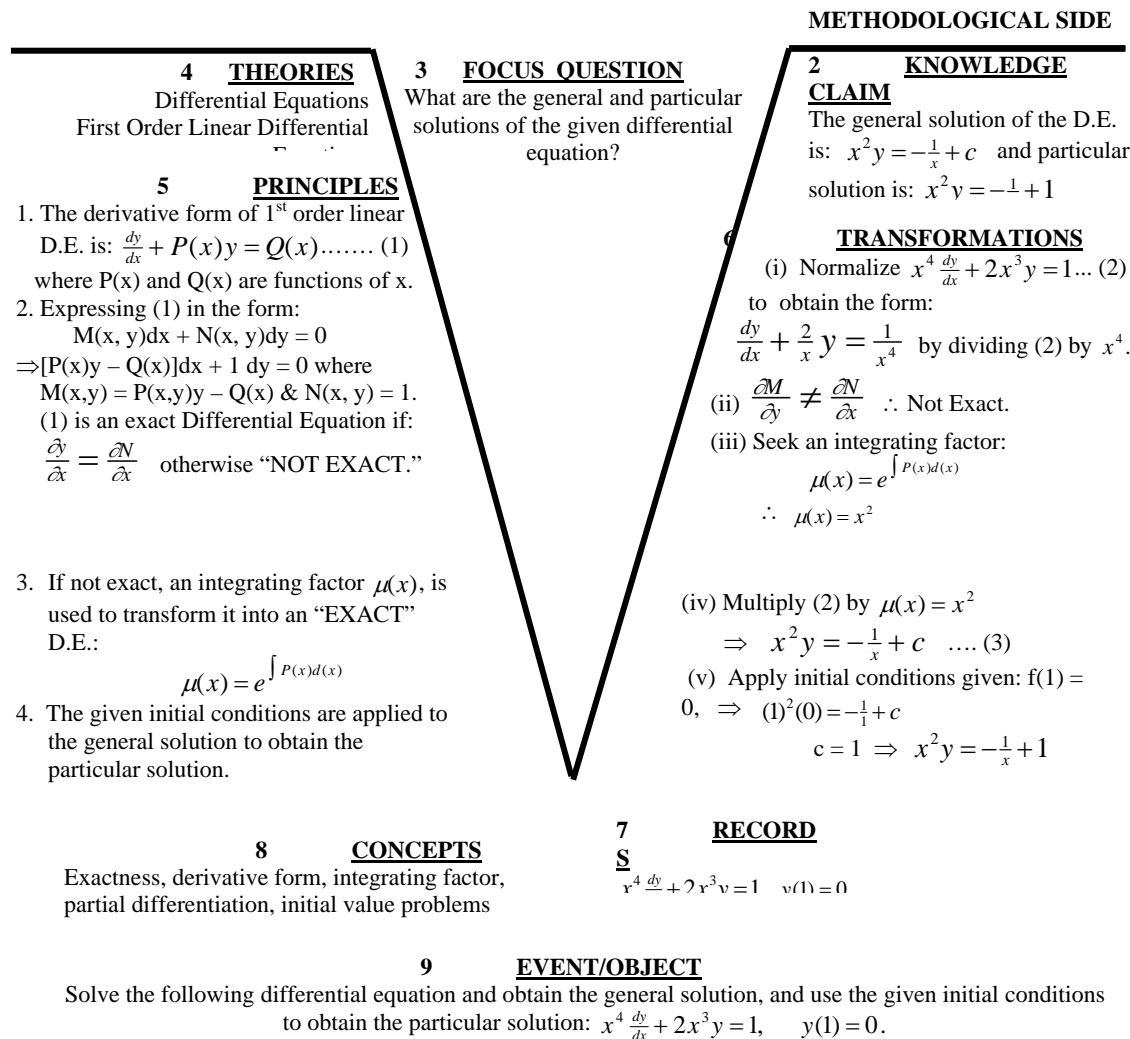 METHODOLOGICAL SIDE
4 THEORIES
Differential Equations
First Order Linear Differential
3 FOCUS QUESTION
What are the general and particular
solutions of the given differential
equation?
2 KNOWLEDGE
CLAIM
The general solution of the D.E.
is: x²y = −1/x + c and particular
solution is: x²y = −1/x + 1
5 PRINCIPLES
1. The derivative form of 1st order linear
D.E. is: dy/dx + P(x)y = Q(x)……. (1)
where P(x) and Q(x) are functions of x.
2. Expressing (1) in the form:
M(x, y)dx + N(x, y)dy = 0
⇒[P(x)y – Q(x)]dx + 1 dy = 0 where
M(x,y) = P(x,y)y – Q(x) & N(x, y) = 1.
(1) is an exact Differential Equation if:
∂y/∂x = ∂N/∂x otherwise “NOT EXACT.”
3. If not exact, an integrating factor μ(x), is
used to transform it into an “EXACT”
D.E.:
μ(x) = e^∫P(x)d(x)
4. The given initial conditions are applied to
the general solution to obtain the
particular solution.
6 TRANSFORMATIONS
(i) Normalize x⁴ dy/dx + 2x³y = 1... (2)
to obtain the form:
dy/dx + 2/x y = 1/x⁴ by dividing (2) by x⁴.
(ii) ∂M/∂y ≠ ∂N/∂x ∴ Not Exact.
(iii) Seek an integrating factor:
μ(x) = e^∫P(x)d(x)
∴ μ(x) = x²
(iv) Multiply (2) by μ(x) = x²
⇒ x²y = −1/x + c …. (3)
(v) Apply initial conditions given: f(1) =
0, ⇒ (1)²(0) = −1/1 + c
c = 1 ⇒ x²y = −1/x + 1
8 CONCEPTS
Exactness, derivative form, integrating factor,
partial differentiation, initial value problems
7 RECORD
S
x⁴ dy/dx + 2x³y = 1 y(1) = 0
9 EVENT/OBJECT
Solve the following differential equation and obtain the general solution, and use the given initial conditions
to obtain the particular solution: x⁴ dy/dx + 2x³y = 1, y(1) = 0.